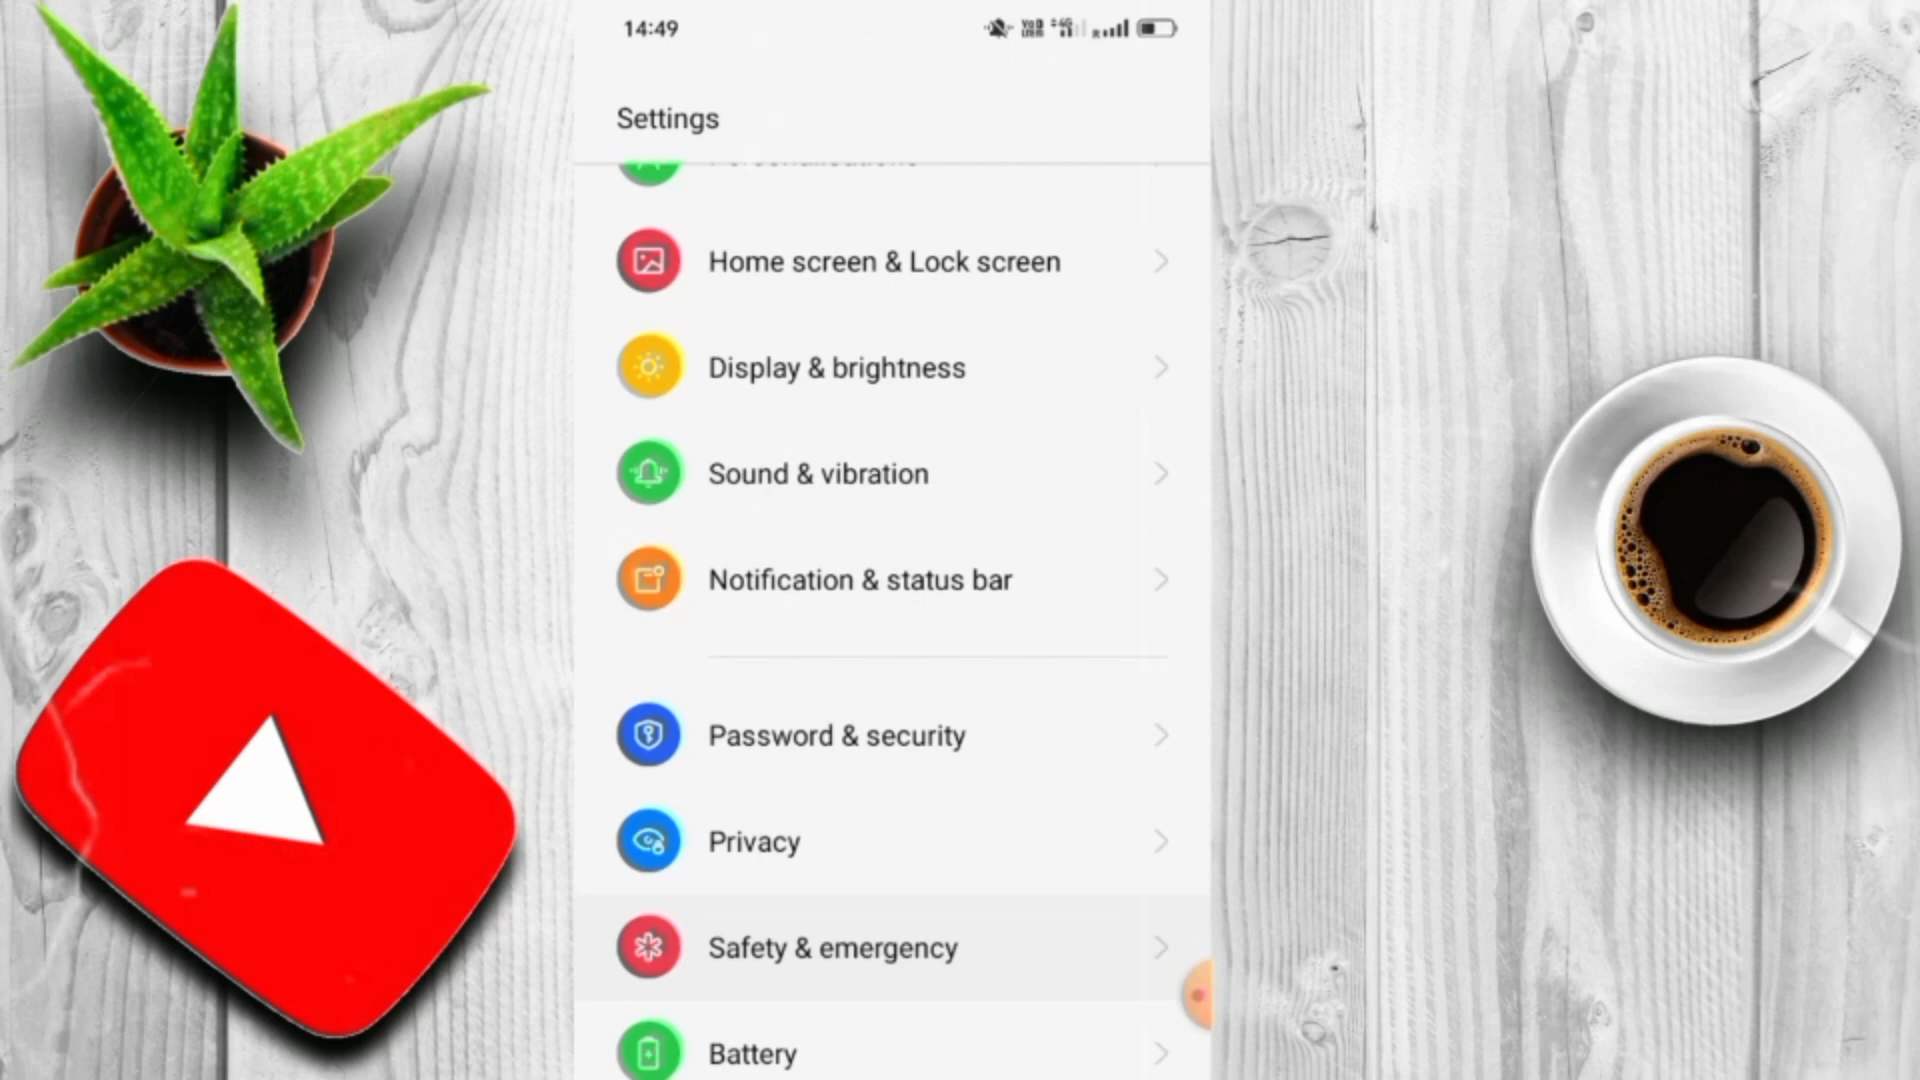 14:49
Settings
Home screen & Lock screen
Display & brightness
Sound & vibration
Notification & status bar
Password & security
Privacy
Safety & emergency
Battery